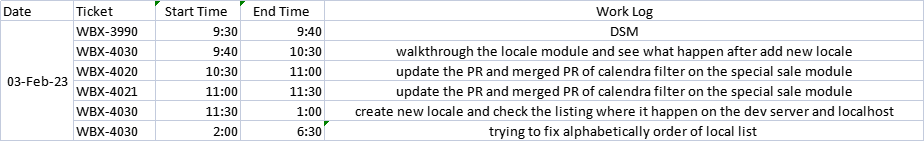 Date Ticket Start Time End Time Work Log
WBX-3990 9:30 9:40 DSM
WBX-4030 9:40 10:30 walkthrough the locale module and see what happen after add new locale
WBX-4020 10:30 11:00 update the PR and merged PR of calendra filter on the special sale module
03-Feb-23
WBX-4021 11:00 11:30 update the PR and merged PR of calendra filter on the special sale module
WBX-4030 11:30 1:00 create new locale and check the listing where it happen on the dev server and localhost
WBX-4030 2:00 6:30 trying to fix alphabetically order of local list